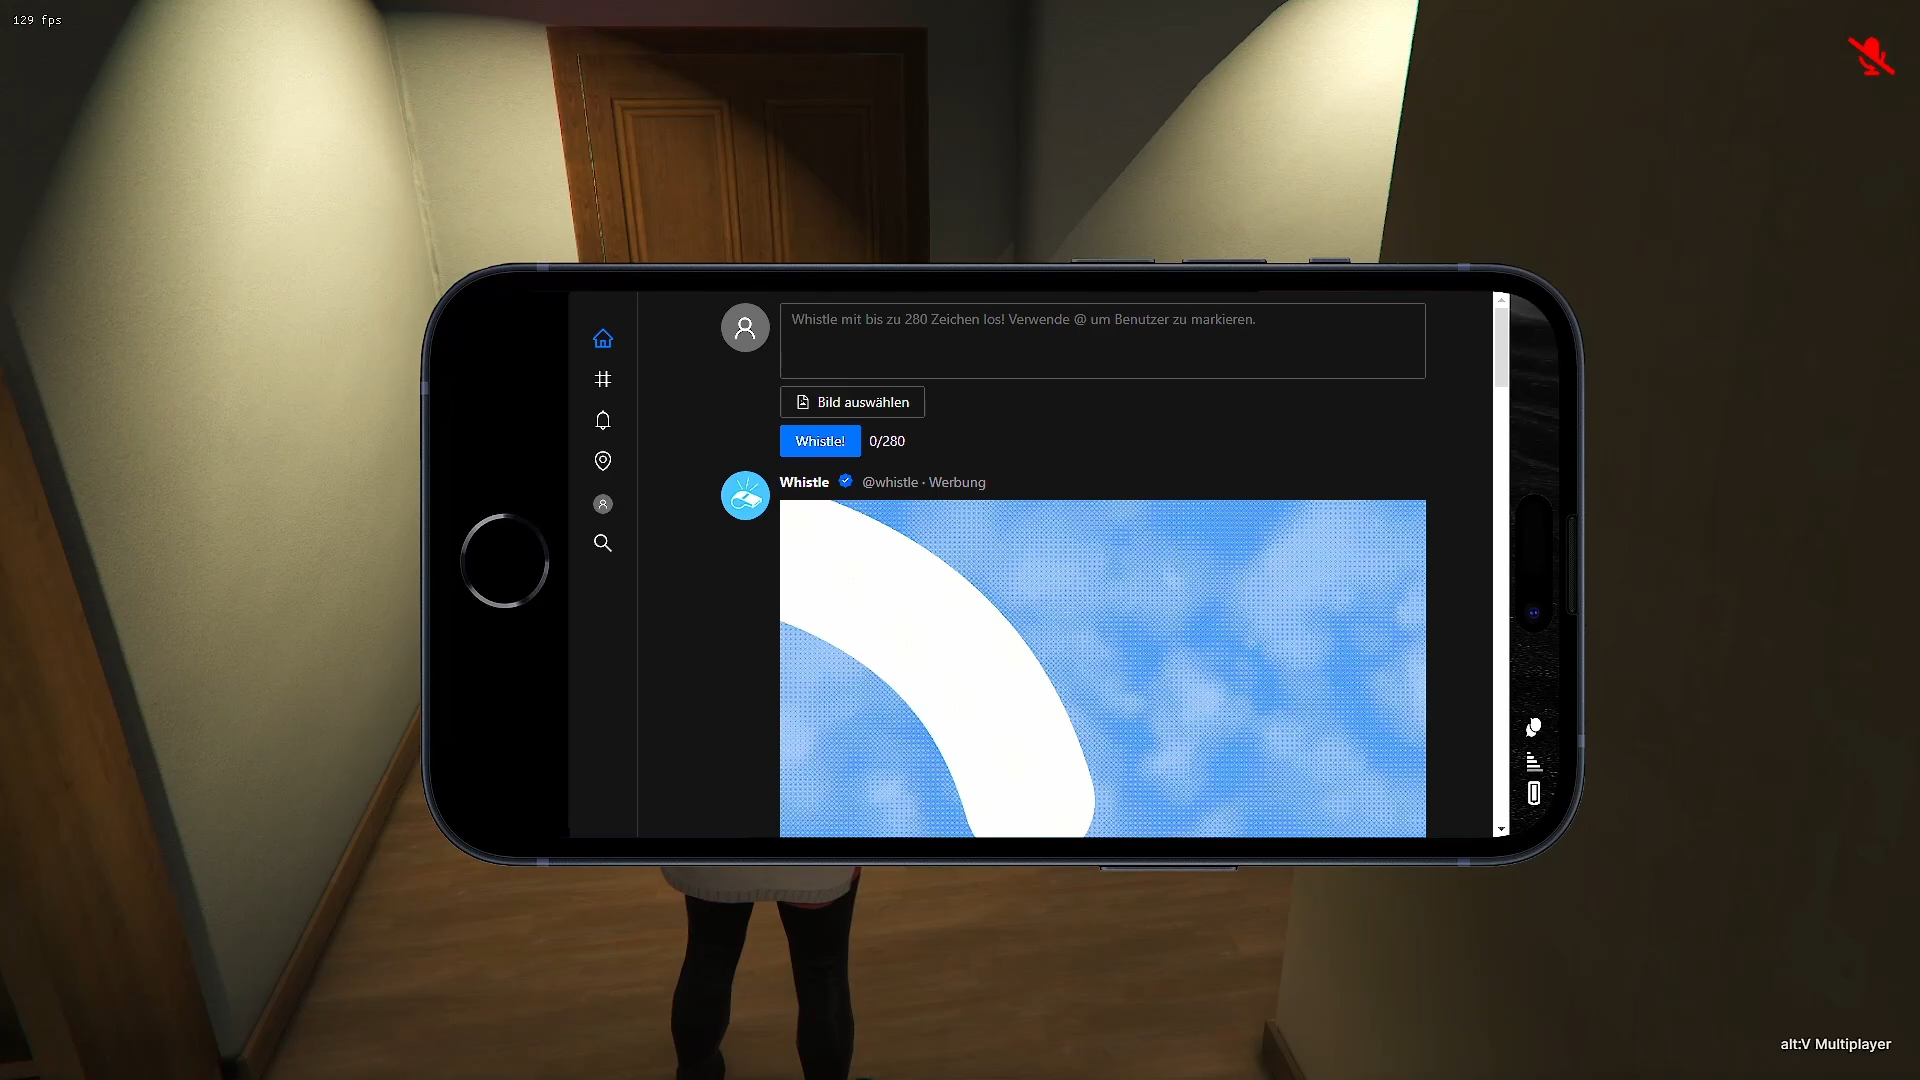 129 fps
Whistle mit bis zu 280 Zeichen los! Verwende @ um Benutzer zu markieren.
Bild auswählen
Whistle! 0/280
Whistle @whistle · Werbung
alt:V Multiplayer